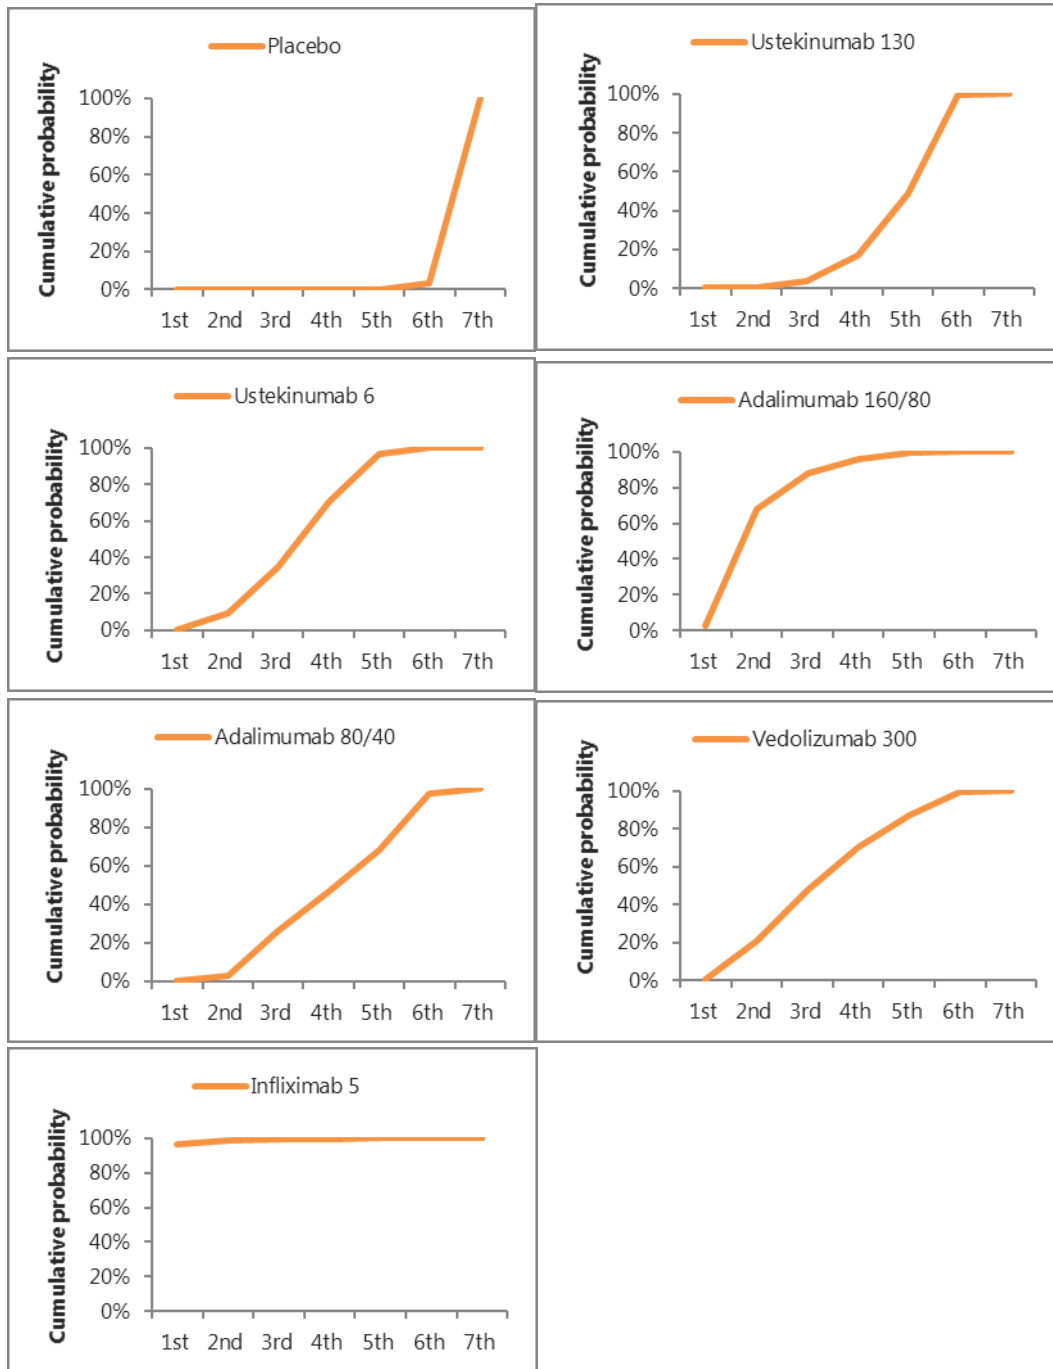 Placebo
Cumulative probability
100%
80%
60%
40%
20%
0%
1st 2nd 3rd 4th 5th 6th 7th
Ustekinumab 130
Cumulative probability
100%
80%
60%
40%
20%
0%
1st 2nd 3rd 4th 5th 6th 7th
Ustekinumab 6
Cumulative probability
100%
80%
60%
40%
20%
0%
1st 2nd 3rd 4th 5th 6th 7th
Adalimumab 160/80
Cumulative probability
100%
80%
60%
40%
20%
0%
1st 2nd 3rd 4th 5th 6th 7th
Adalimumab 80/40
Cumulative probability
100%
80%
60%
40%
20%
0%
1st 2nd 3rd 4th 5th 6th 7th
Vedolizumab 300
Cumulative probability
100%
80%
60%
40%
20%
0%
1st 2nd 3rd 4th 5th 6th 7th
Infliximab 5
Cumulative probability
100%
80%
60%
40%
20%
0%
1st 2nd 3rd 4th 5th 6th 7th